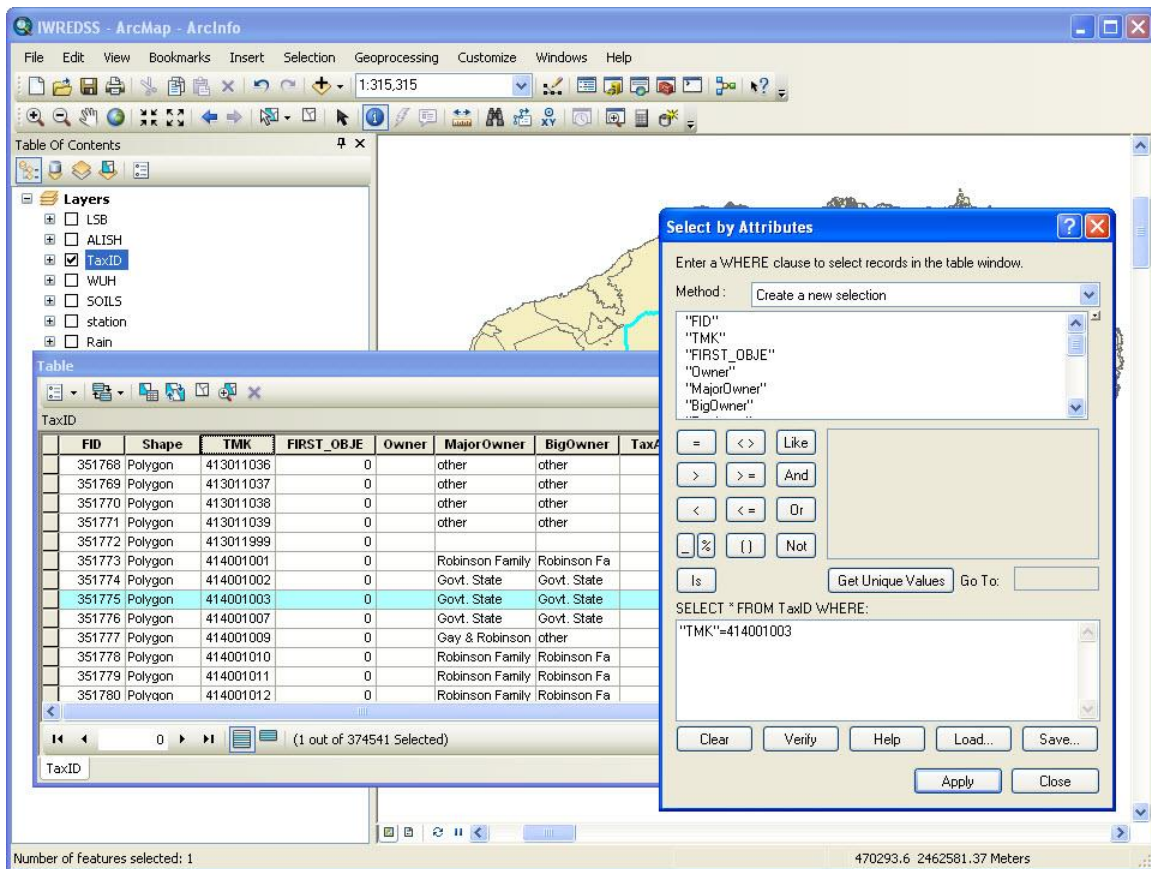 IWREDSS - ArcMap - ArcInfo
File Edit View Bookmarks Insert Selection Geoprocessing Customize Windows Help
1:315,315
Table Of Contents
Layers
LSB
ALISH
TaxID
WUH
SOILS
station
Rain
Table
TaxID
FID Shape TMK FIRST_OBJE Owner MajorOwner BigOwner TaxA
351768 Polygon 413011036 0 other other
351769 Polygon 413011037 0 other other
351770 Polygon 413011038 0 other other
351771 Polygon 413011039 0 other other
351772 Polygon 413011999 0
351773 Polygon 414001001 0 Robinson Family Robinson Fa
351774 Polygon 414001002 0 Govt. State Govt. State
351775 Polygon 414001003 0 Govt. State Govt. State
351776 Polygon 414001007 0 Govt. State Govt. State
351777 Polygon 414001009 0 Gay & Robinson other
351778 Polygon 414001010 0 Robinson Family Robinson Fa
351779 Polygon 414001011 0 Robinson Family Robinson Fa
351780 Polygon 414001012 0 Robinson Family Robinson Fa
0 (1 out of 374541 Selected)
TaxID
Select by Attributes
Enter a WHERE clause to select records in the table window.
Method : Create a new selection
"FID"
"TMK"
"FIRST_OBJE"
"Owner"
"MajorOwner"
"BigOwner"
= < > Like
> > = And
< < = Or
_ % ( ) Not
Is Get Unique Values Go To:
SELECT * FROM TaxID WHERE:
"TMK"=414001003
Clear Verify Help Load... Save...
Apply Close
Number of features selected: 1
470293.6 2462581.37 Meters